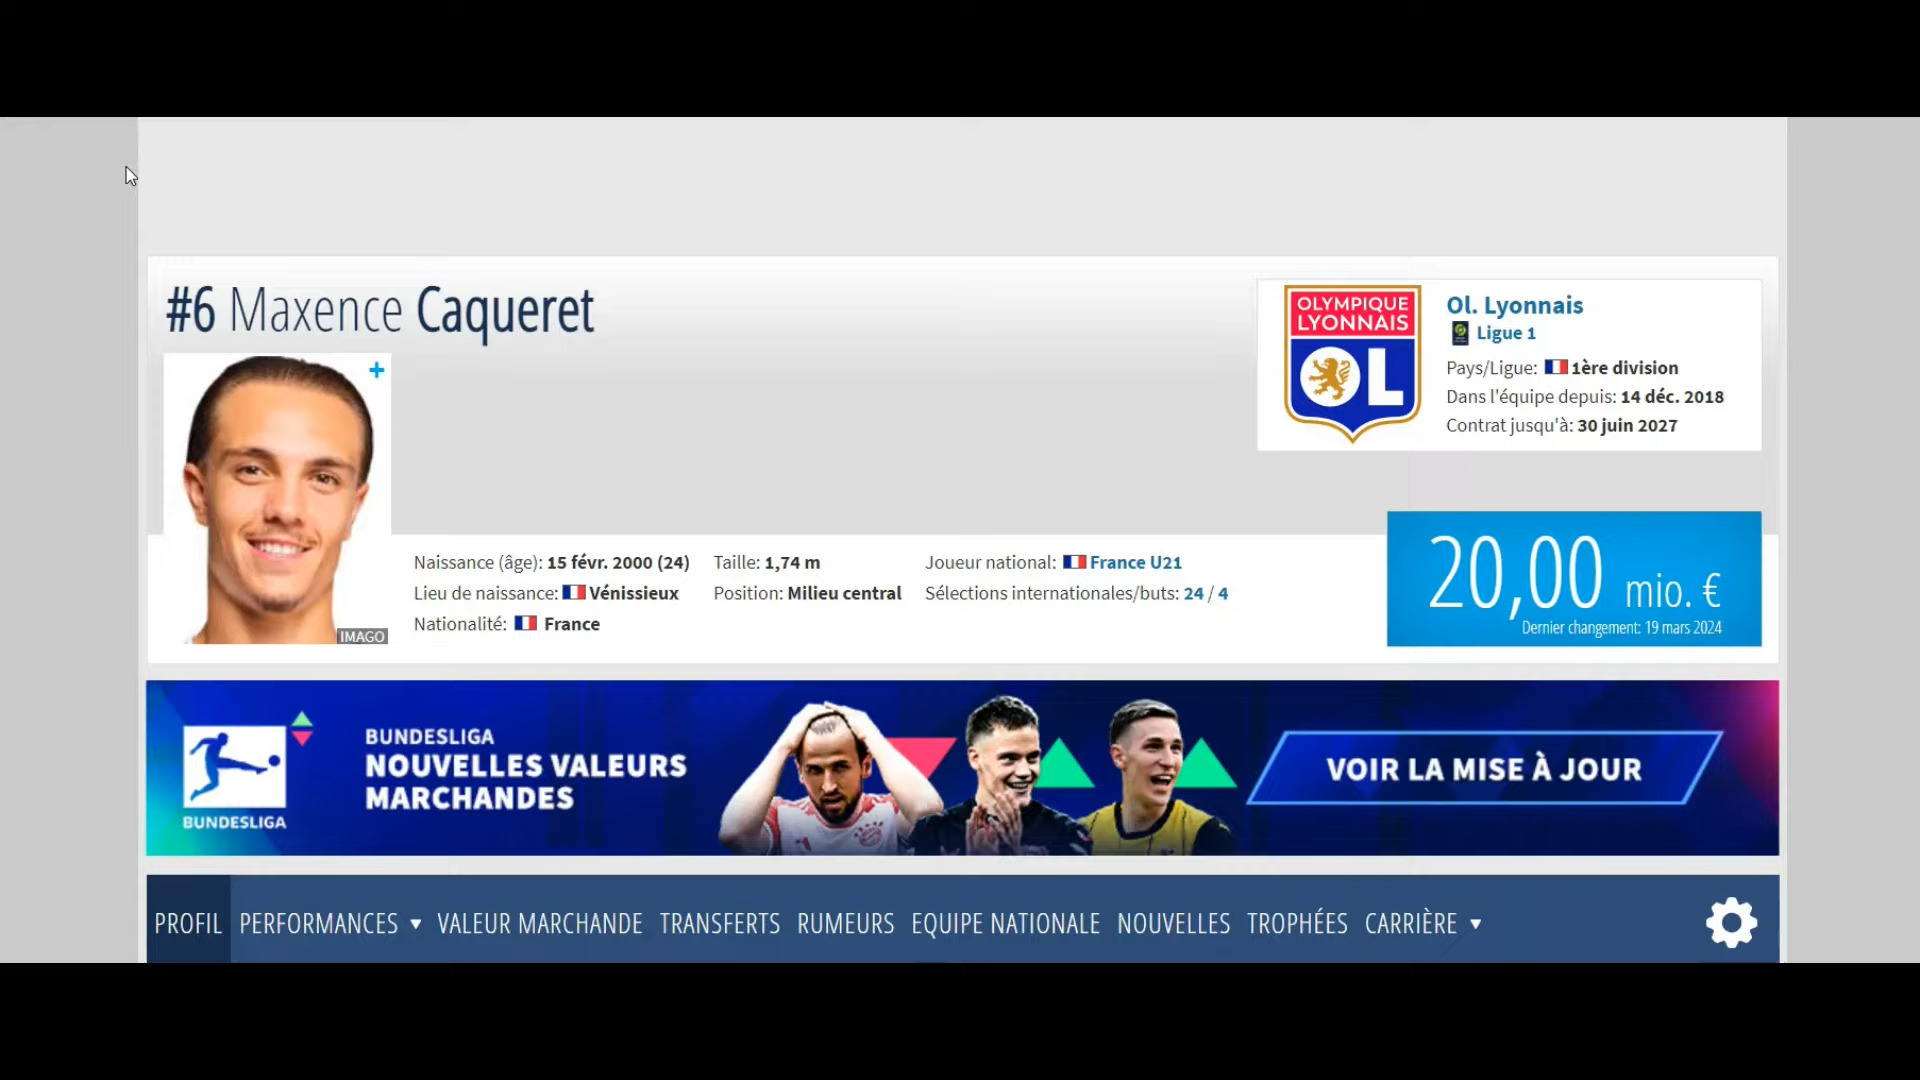 #6 Maxence Caqueret
OLYMPIQUE
LYONNAIS
OL
Ol. Lyonnais
Ligue 1
Pays/Ligue: 1ère division
Dans l'équipe depuis: 14 déc. 2018
Contrat jusqu'à: 30 juin 2027
IMAGO
Naissance (âge): 15 févr. 2000 (24)
Lieu de naissance: Vénissieux
Nationalité: France
Taille: 1,74 m
Position: Milieu central
Joueur national: France U21
Sélections internationales/buts: 24 / 4
20,00 mio. €
Dernier changement: 19 mars 2024
BUNDESLIGA
BUNDESLIGA
NOUVELLES VALEURS
MARCHANDES
VOIR LA MISE À JOUR
PROFIL PERFORMANCES ▼ VALEUR MARCHANDE TRANSFERTS RUMEURS EQUIPE NATIONALE NOUVELLES TROPHÉES CARRIÈRE ▼